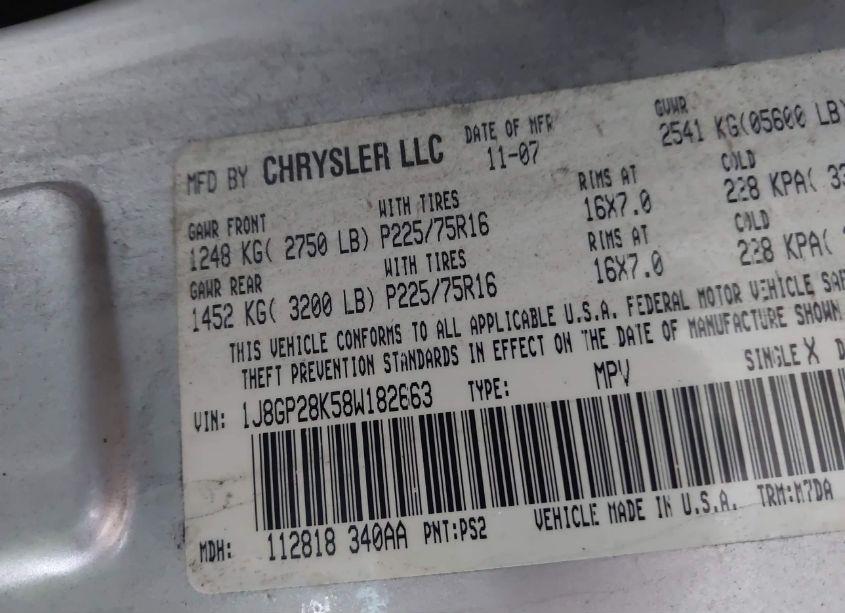 MFD BY CHRYSLER LLC DATE OF MFR 11-07 GVWR 2541 KG(05600 LB)
GAWR FRONT WITH TIRES RIMS AT COLD
1248 KG( 2750 LB) P225/75R16 16X7.0 228 KPA( 33
GAWR REAR WITH TIRES RIMS AT COLD
1452 KG( 3200 LB) P225/75R16 16X7.0 228 KPA(
THIS VEHICLE CONFORMS TO ALL APPLICABLE U.S.A. FEDERAL MOTOR VEHICLE SAF
THEFT PREVENTION STANDARDS IN EFFECT ON THE DATE OF MANUFACTURE SHOWN
VIN: 1J8GP28K58W182663 TYPE: MPV SINGLE X D
MDH: 112818 340AA PNT:PS2 VEHICLE MADE IN U.S.A. TRM:M7DA